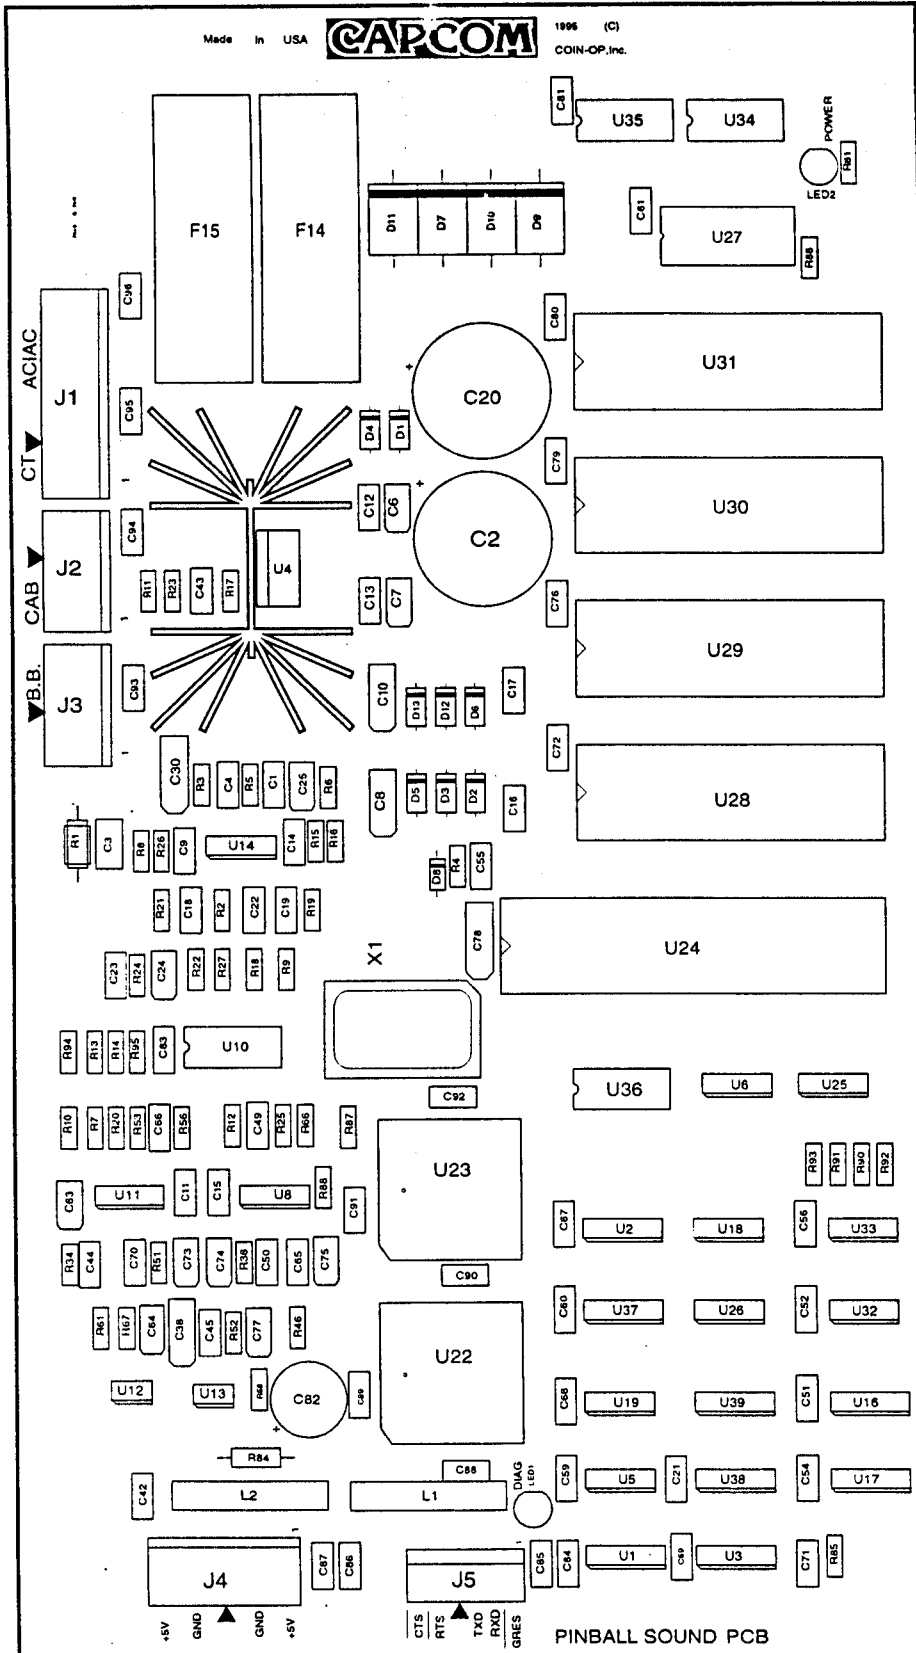 Made in USA CAPCOM 1996 (C)
COIN-OP,Inc.
C81
U35
U34
POWER
R81
LED2
F15
F14
D11
D7
D10
D9
C61
U27
R88
C96
C80
ACIAC
CT
J1
C95
U31
C20
+
D4
D1
1
C79
C12
C6
+
C94
U30
C2
CAB
J2
R11
R23
C43
R17
U4
1
C13
C7
C76
U29
B.B.
J3
C93
C10
D13
D12
D6
C17
1
C72
C30
R3
C4
R5
C1
C25
R6
C8
D5
D3
D2
C16
U28
R1
C3
R8
R26
C9
U14
C14
R15
R16
D8
R4
C55
R21
C18
R2
C22
C19
R19
C78
U24
X1
C23
R24
C24
R22
R27
R18
R9
R94
R13
R14
R95
C83
U10
U36
U6
U25
C92
R10
R7
R20
R53
C66
R56
R12
C49
R25
R66
R87
U23
R93
R91
R90
R92
C63
U11
C11
C15
U8
R88
C91
C67
U2
U18
C56
U33
R34
C44
C70
R51
C73
C74
R38
C50
C65
C75
C90
R61
R67
C64
C38
C45
R52
C77
R46
C60
U37
U26
C52
U32
U22
U12
U13
R68
C82
+
C89
C68
U19
U39
C51
U16
R84
C42
L2
L1
C88
DIAG
LED1
C59
U5
C21
U38
C54
U17
J4
1
C87
C86
J5
1
C85
C84
U1
C69
U3
C71
R85
+5V
GND
GND
+5V
CTS
RTS
TXD
RXD
GRES
PINBALL SOUND PCB